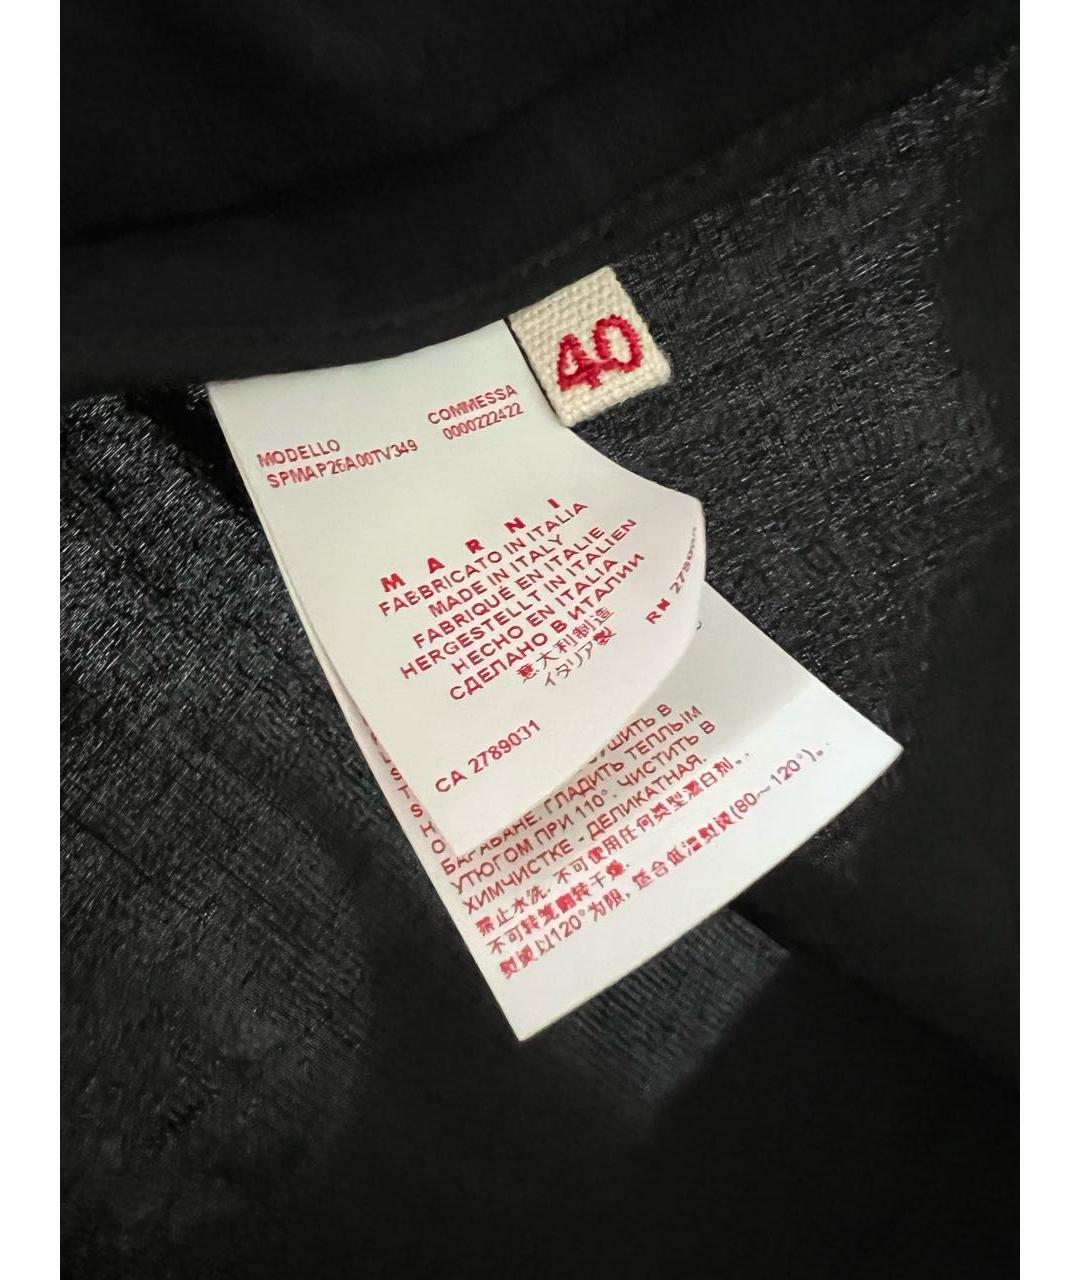 40
COMMESSA
0000222422
MODELLO
SPMAP26A00TV349
M A R N I
FABBRICATO IN ITALIA
MADE IN ITALY
FABRIQUÉ EN ITALIE
HERGESTELLT IN ITALIEN
HECHO EN ITALIA
СДЕЛАНО В ИТАЛИИ
意大利制造
イタリア製
RN
CA 2789031
В
БАРАБАНЕ. ГЛАДИТЬ ТЕПЛЫМ
УТЮГОМ ПРИ 110°. ЧИСТИТЬ В
ХИМЧИСТКЕ - ДЕЛИКАТНАЯ.
禁止水洗. 不可使用任何类型漂白剂。
不可转笼翻转干燥.
熨烫以120°为限, 适合低温熨烫(80~120°)。